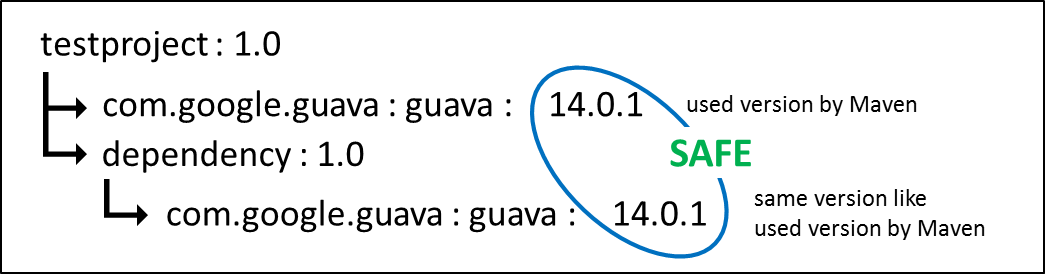 testproject : 1.0
com.google.guava : guava : 14.0.1 used version by Maven
dependency : 1.0 SAFE
com.google.guava : guava : 14.0.1 same version like
used version by Maven